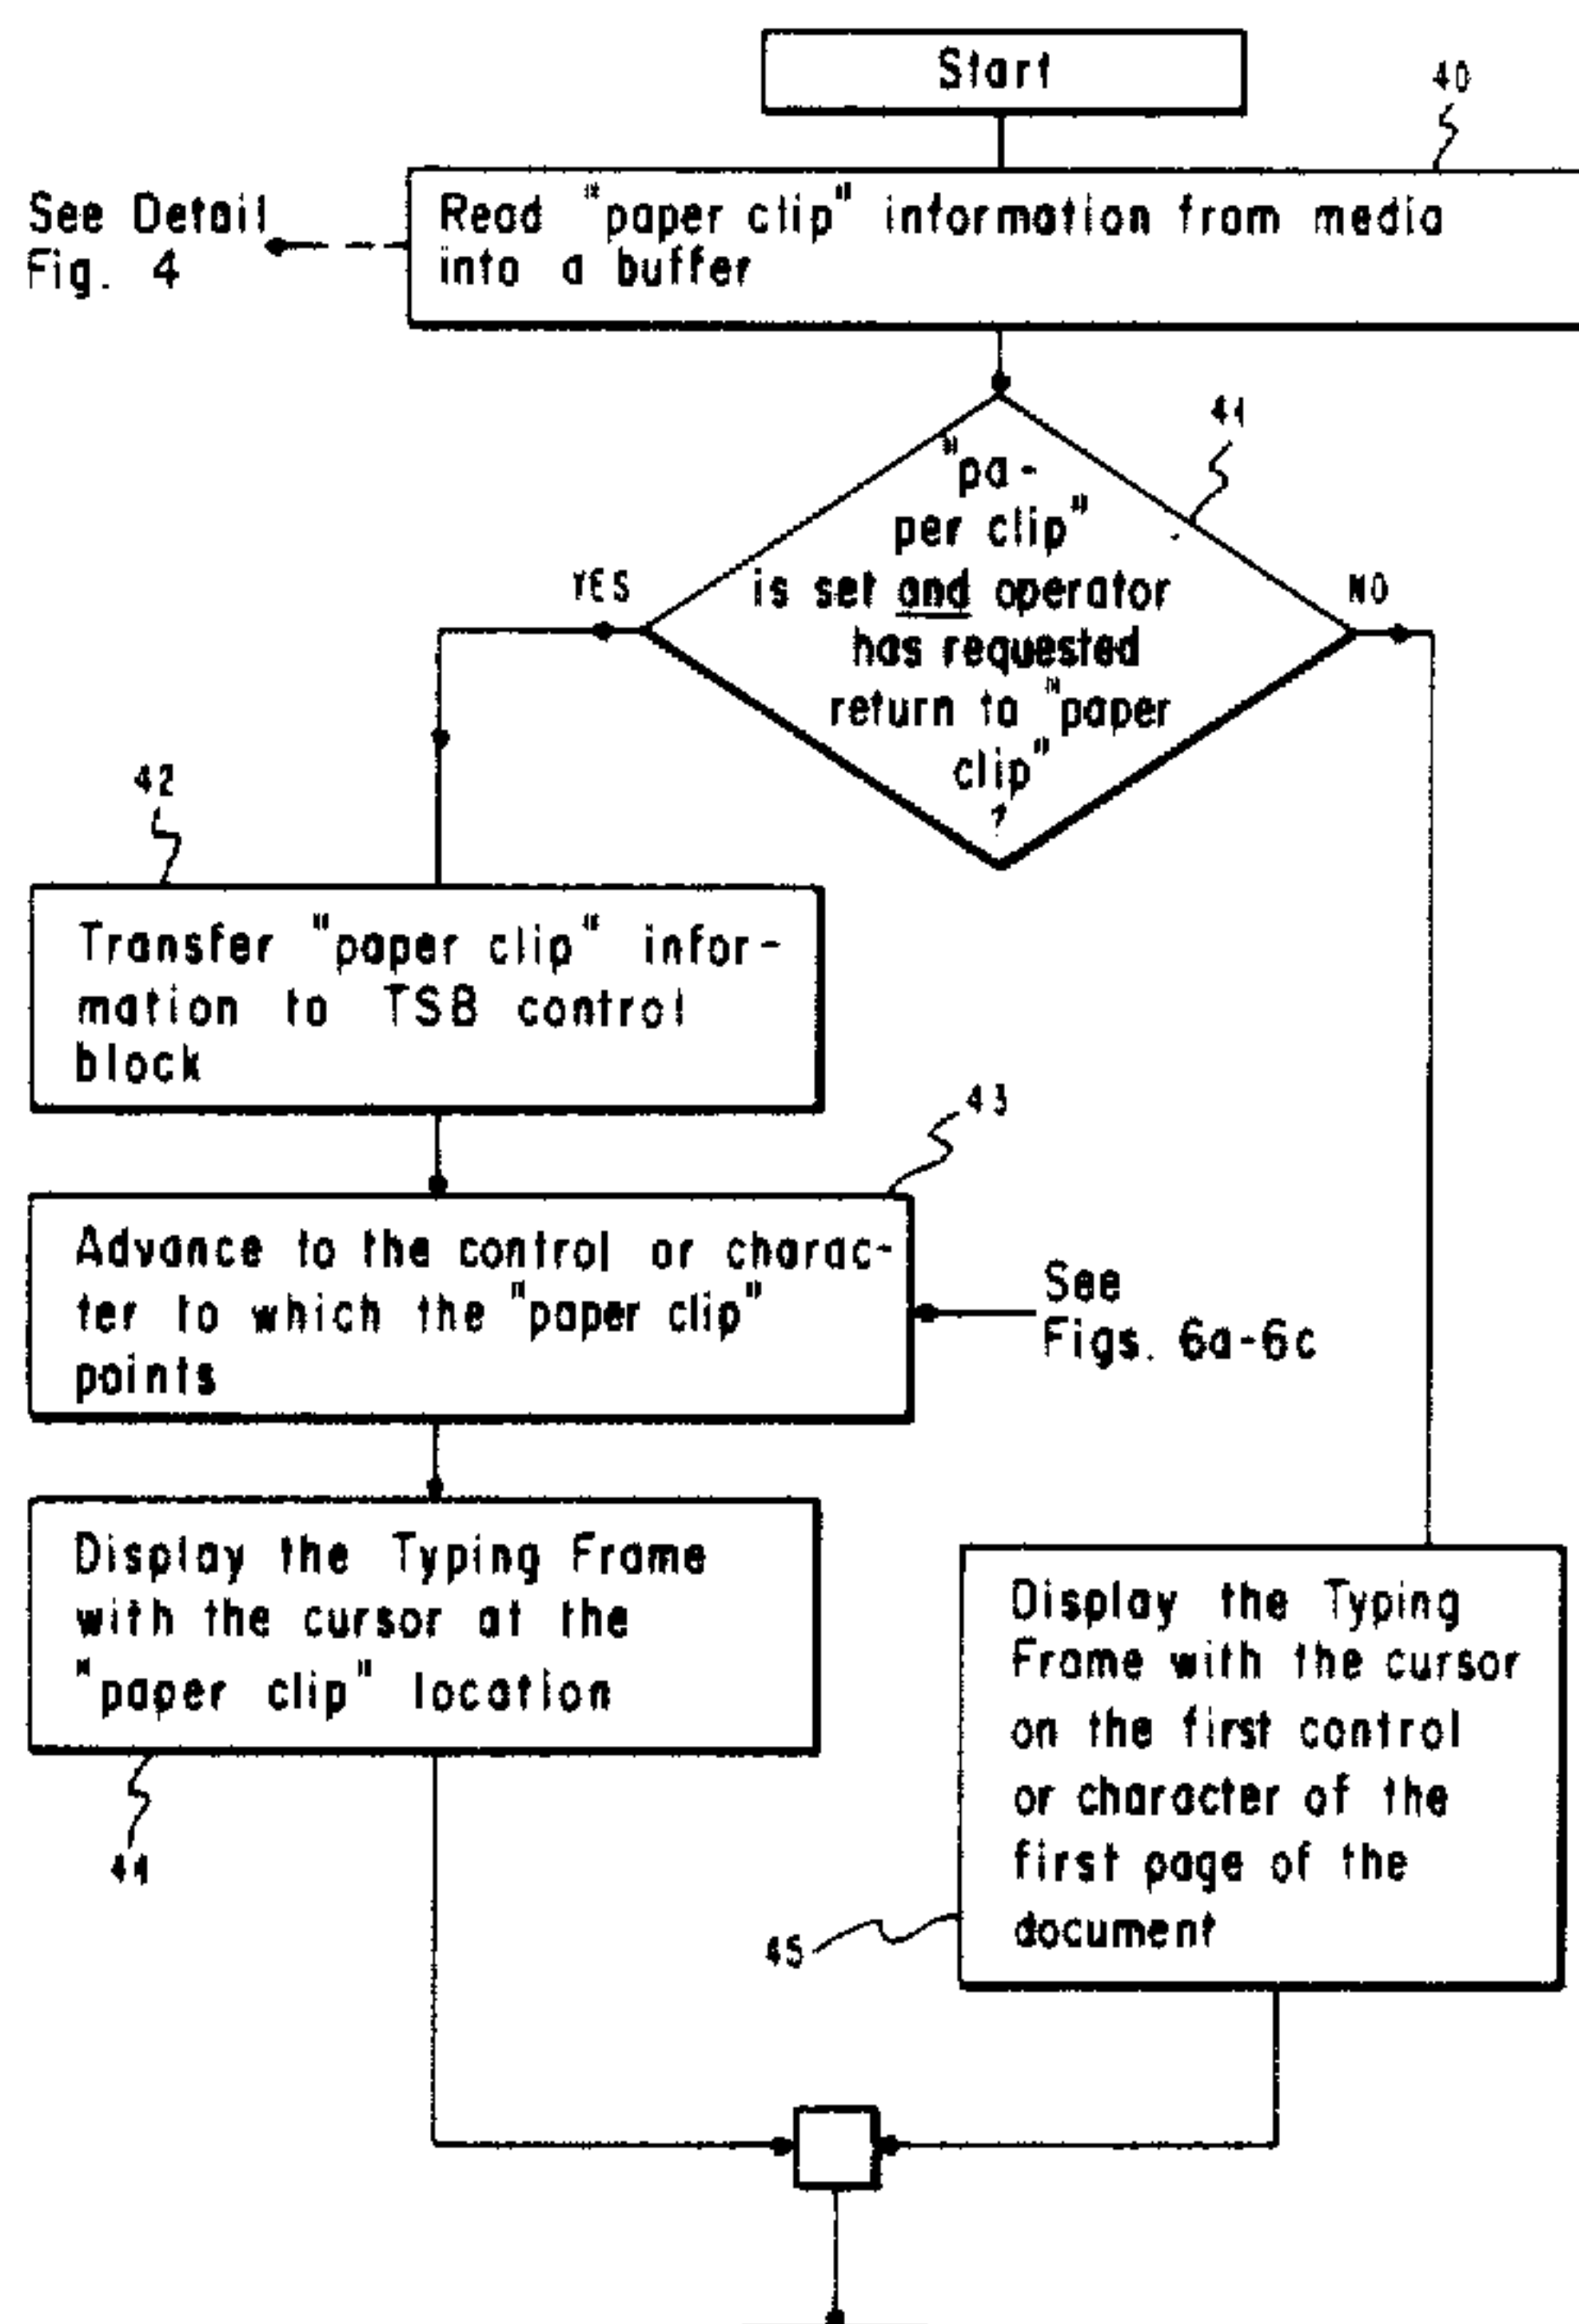 Start
40
See Detail
Fig. 4
Read "paper clip" information from media
into a buffer
41
"pa-
per clip"
is set and operator
has requested
return to "paper
clip"
?
YES
NO
42
Transfer "paper clip" infor-
mation to TSB control
block
43
Advance to the control or charac-
ter to which the "paper clip"
points
See
Figs. 6a-6c
Display the Typing Frame
with the cursor at the
"paper clip" location
44
Display the Typing
Frame with the cursor
on the first control
or character of the
first page of the
document
45